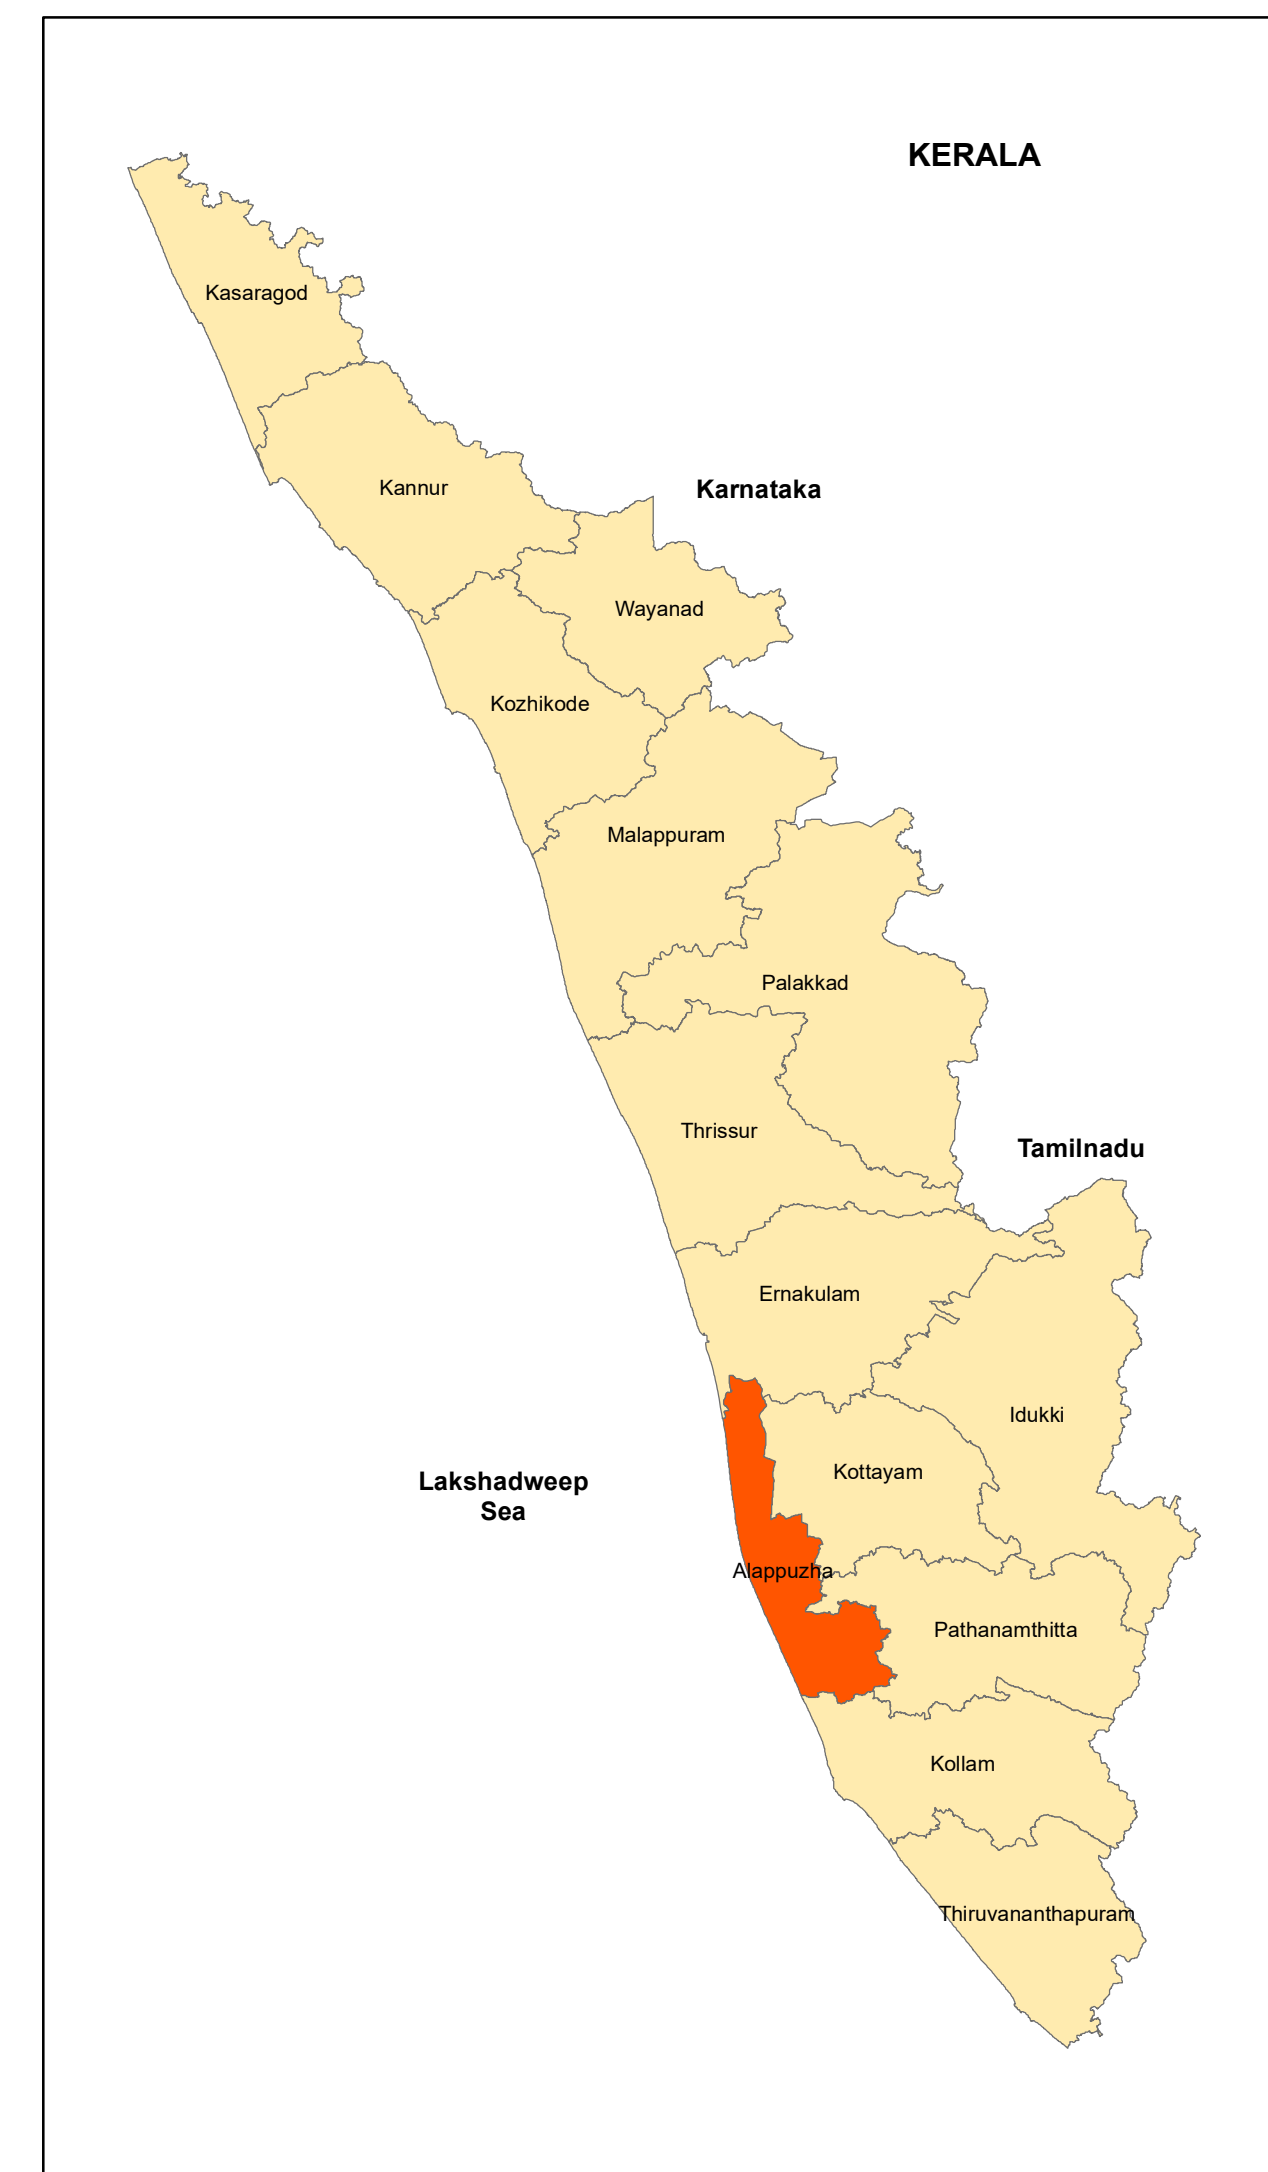 KERALA
Kasaragod
Kannur
Karnataka
Wayanad
Kozhikode
Malappuram
Palakkad
Thrissur
Tamilnadu
Ernakulam
Idukki
Kottayam
Lakshadweep
Sea
Alappuzha
Pathanamthitta
Kollam
Thiruvananthapuram